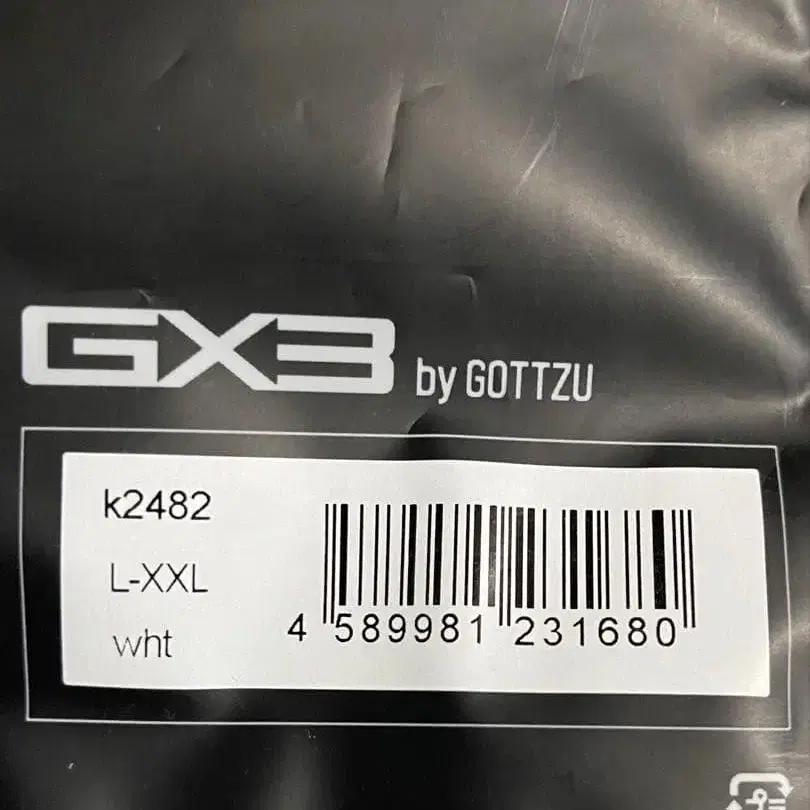 GX3 by GOTTZU
k2482
L-XXL
wht
4 589981 231680